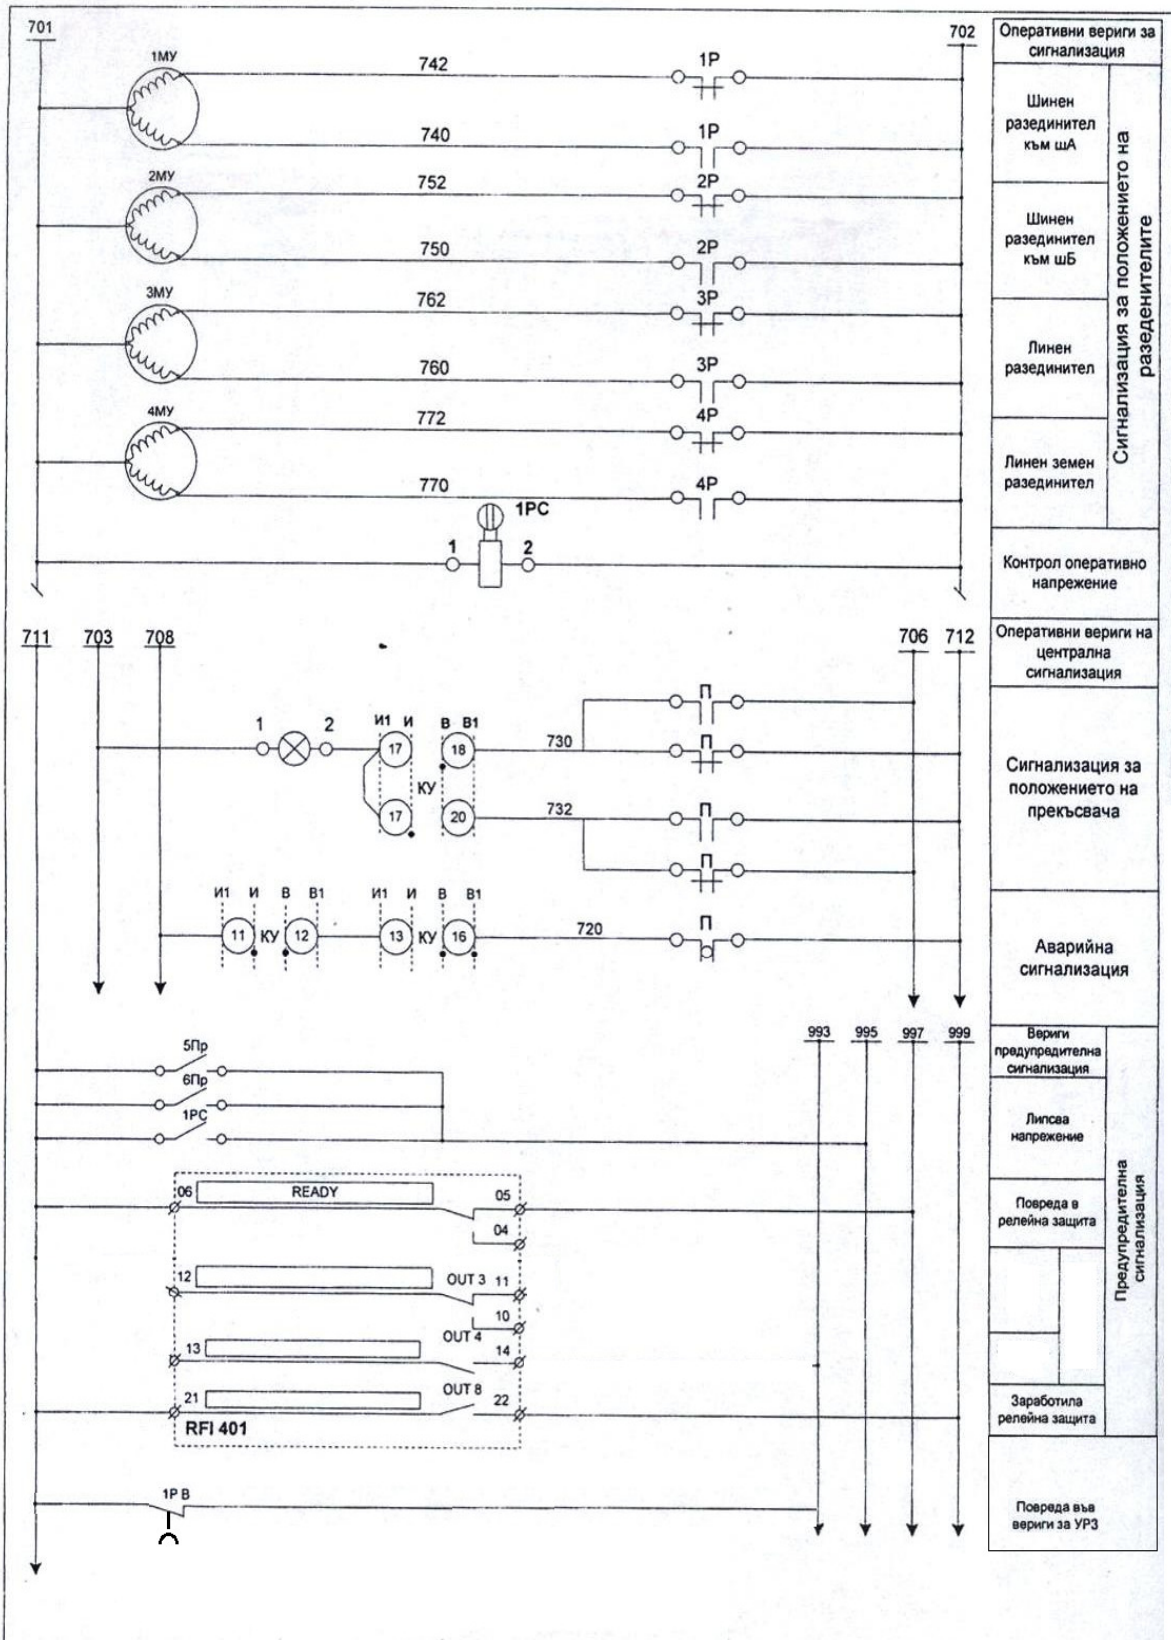 701
702
Оперативни вериги за
сигнализация
1МУ
742
1Р
740
1Р
Шинен
разединител
към шА
2МУ
752
2Р
750
2Р
Шинен
разединител
към шБ
3МУ
762
3Р
760
3Р
Линен
разединител
4МУ
772
4Р
770
4Р
Линен земен
разединител
Сигнализация за положението на
разеденителите
1РС
1
2
Контрол оперативно
напрежение
711
703
708
706
712
Оперативни вериги на
централна
сигнализация
1
2
И1 И
В В1
17
18
730
П
П
КУ
17
20
732
П
П
Сигнализация за
положението на
прекъсвача
И1 И
В В1
И1 И
В В1
11
КУ
12
13
КУ
16
720
П
Аварийна
сигнализация
993
995
997
999
Вериги
предупредителна
сигнализация
5Пр
6Пр
1РС
Липсва
напрежение
06
READY
05
04
Повреда в
релейна защита
12
OUT 3
11
10
13
OUT 4
14
21
OUT 8
22
RFI 401
Заработила
релейна защита
Предупредителна
сигнализация
1Р В
Повреда във
вериги за УРЗ